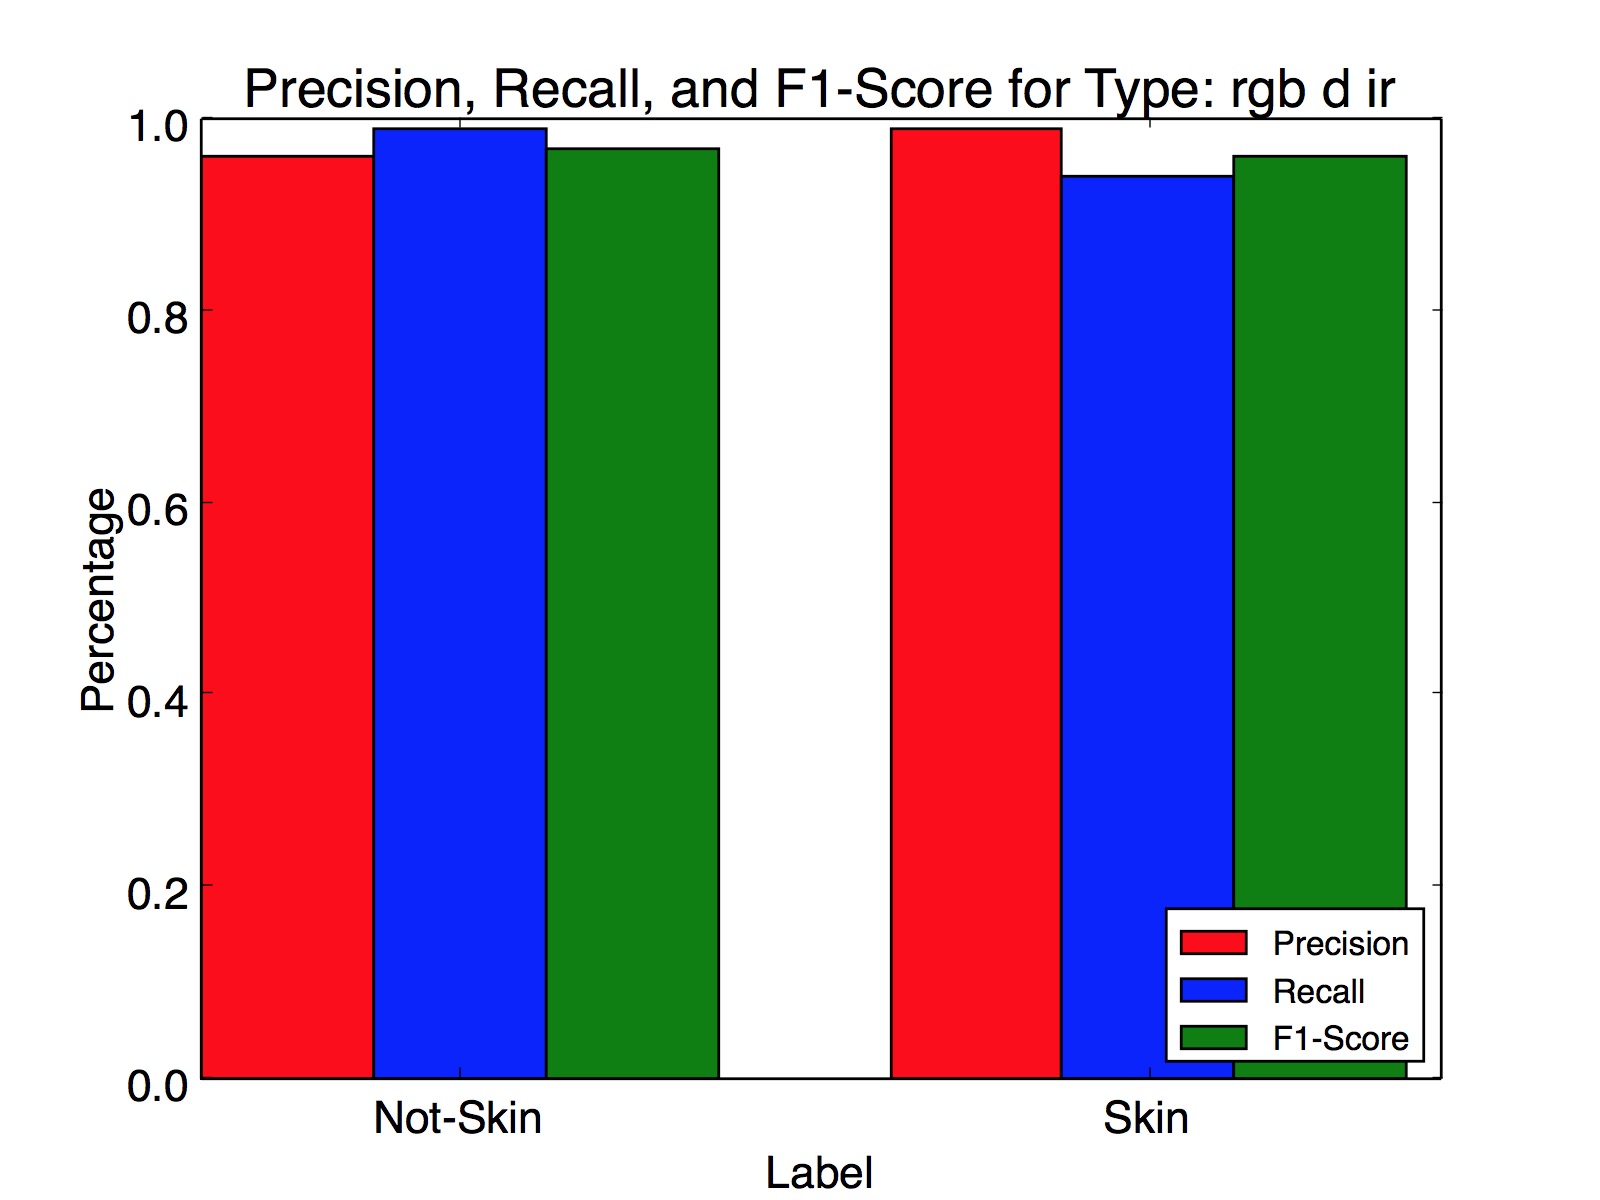 Precision, Recall, and F1-Score for Type: rgb d ir
1.0
0.8
0.6
0.4
0.2
0.0
Percentage
Not-Skin
Skin
Label
Precision
Recall
F1-Score